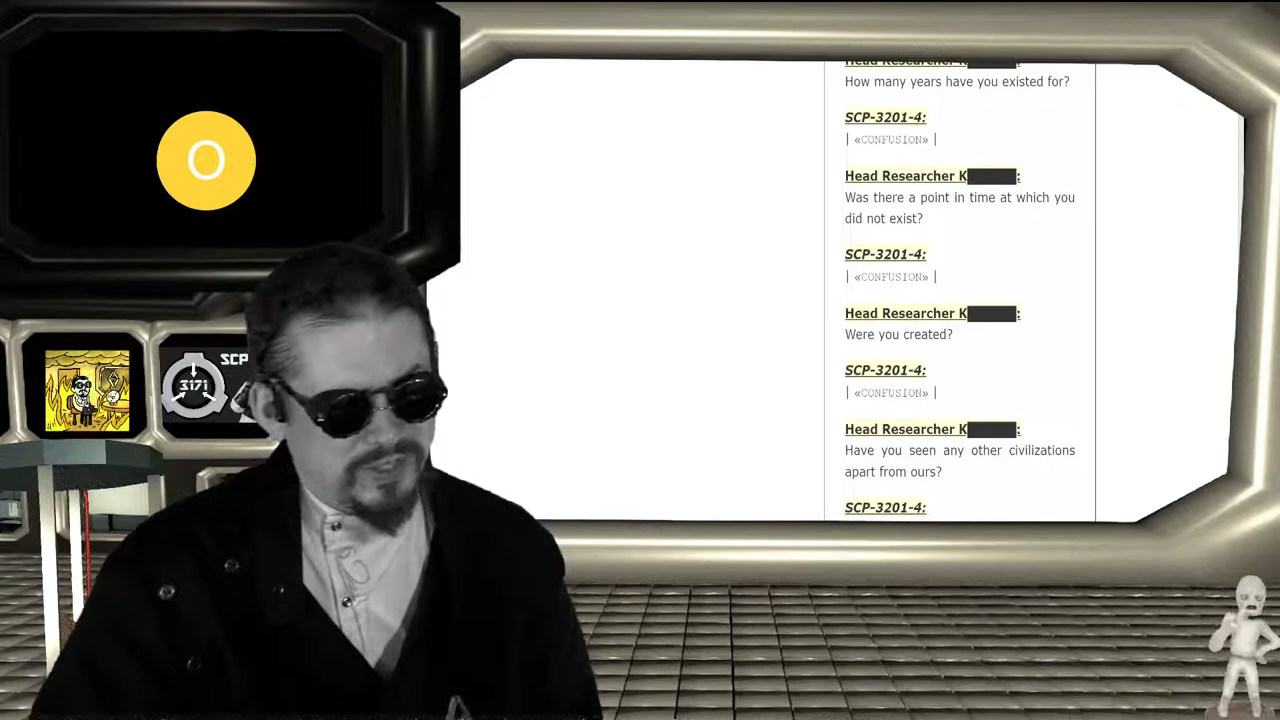 O
SCP
3171
Head Researcher K
How many years have you existed for?
SCP-3201-4:
| «CONFUSION» |
Head Researcher K :
Was there a point in time at which you
did not exist?
SCP-3201-4:
| «CONFUSION» |
Head Researcher K :
Were you created?
SCP-3201-4:
| «CONFUSION» |
Head Researcher K :
Have you seen any other civilizations
apart from ours?
SCP-3201-4: